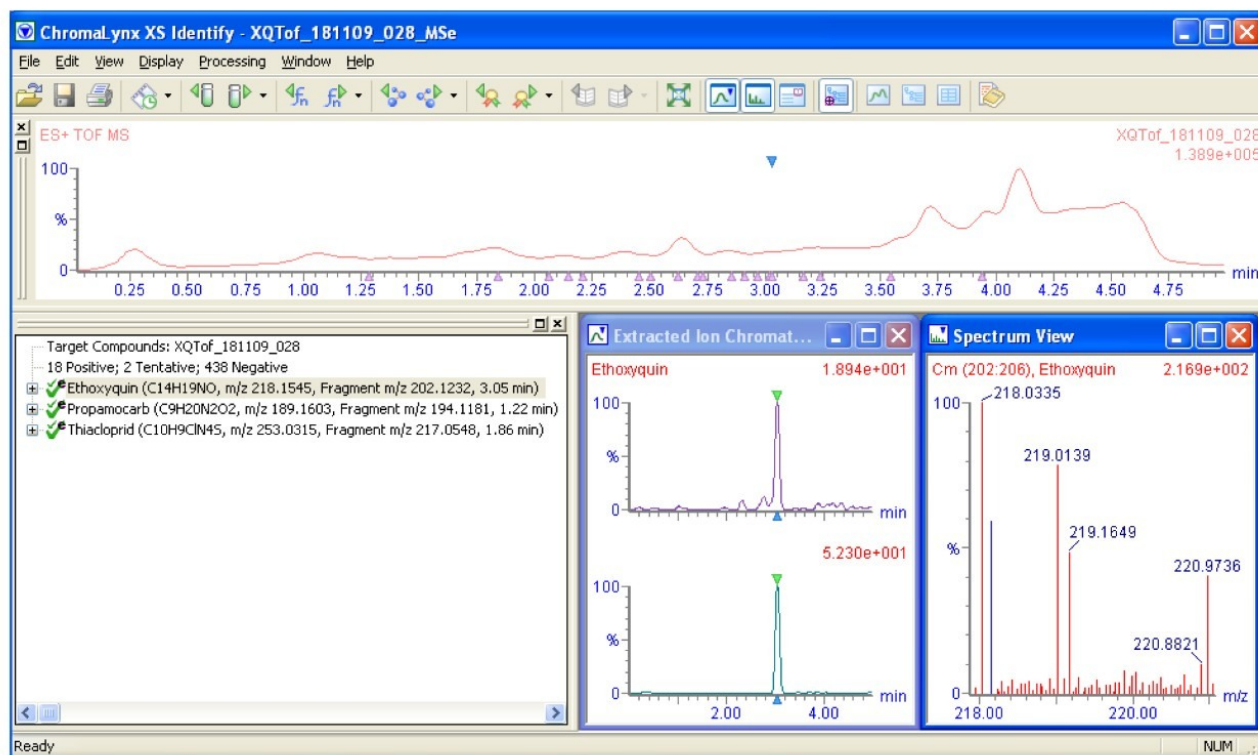 ChromaLynx XS Identify - XQTof_181109_028_MSe
File Edit View Display Processing Window Help
ES+ TOF MS
XQTof_181109_028
1.389e+005
100
%
0
min
0.25 0.50 0.75 1.00 1.25 1.50 1.75 2.00 2.25 2.50 2.75 3.00 3.25 3.50 3.75 4.00 4.25 4.50 4.75
Target Compounds: XQTof_181109_028
18 Positive; 2 Tentative; 438 Negative
Ethoxyquin (C14H19NO, m/z 218.1545, Fragment m/z 202.1232, 3.05 min)
Propamocarb (C9H20N2O2, m/z 189.1603, Fragment m/z 194.1181, 1.22 min)
Thiacloprid (C10H9ClN4S, m/z 253.0315, Fragment m/z 217.0548, 1.86 min)
Extracted Ion Chromat...
Ethoxyquin 1.894e+001
100
%
0
min
5.230e+001
100
%
0
min
2.00 4.00
Spectrum View
Cm (202:206), Ethoxyquin 2.169e+002
100
218.0335
219.0139
219.1649
%
220.9736
220.8821
0
m/z
218.00 220.00
Ready
NUM